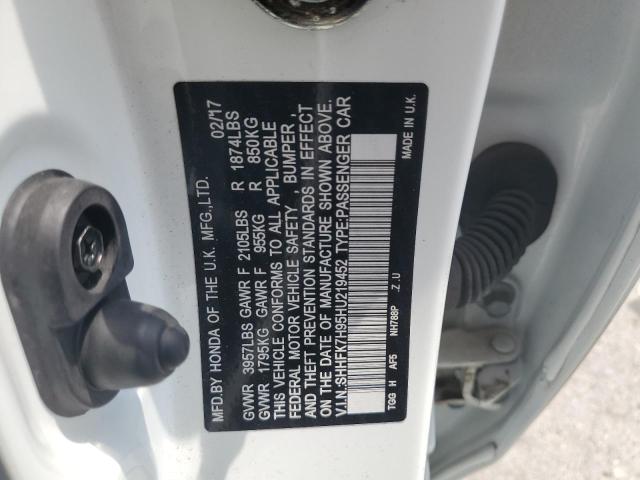 MFD.BY HONDA OF THE U.K. MFG.,LTD. 02/17
GVWR 3957LBS GAWR F 2105LBS R 1874LBS
GVWR 1795KG GAWR F 955KG R 850KG
THIS VEHICLE CONFORMS TO ALL APPLICABLE
FEDERAL MOTOR VEHICLE SAFETY , BUMPER ,
AND THEFT PREVENTION STANDARDS IN EFFECT
ON THE DATE OF MANUFACTURE SHOWN ABOVE.
V.I.N.:SHHFK7H95HU219452 TYPE:PASSENGER CAR
TGG H AF5 NH788P Z IU MADE IN U.K.